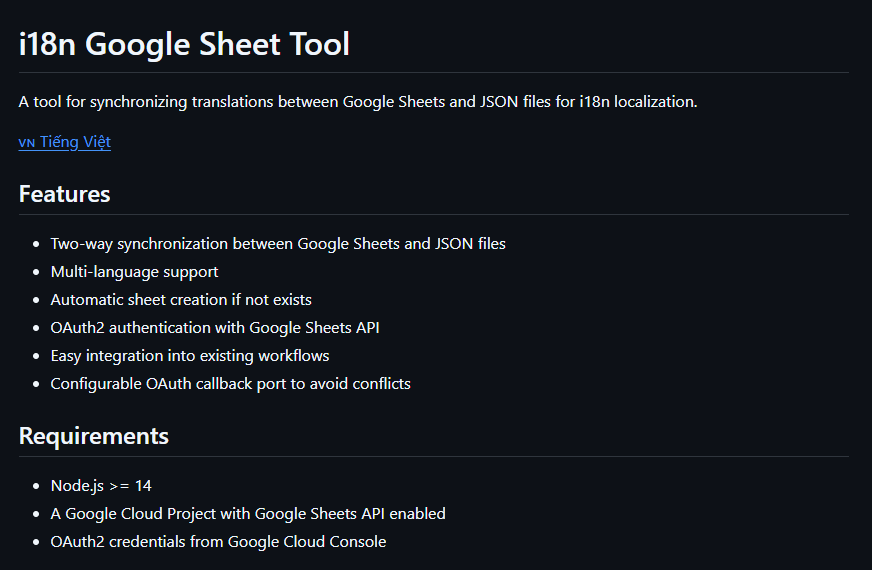 i18n Google Sheet Tool
A tool for synchronizing translations between Google Sheets and JSON files for i18n localization.
VN Tiếng Việt
Features
Two-way synchronization between Google Sheets and JSON files
Multi-language support
Automatic sheet creation if not exists
OAuth2 authentication with Google Sheets API
Easy integration into existing workflows
Configurable OAuth callback port to avoid conflicts
Requirements
Node.js >= 14
A Google Cloud Project with Google Sheets API enabled
OAuth2 credentials from Google Cloud Console